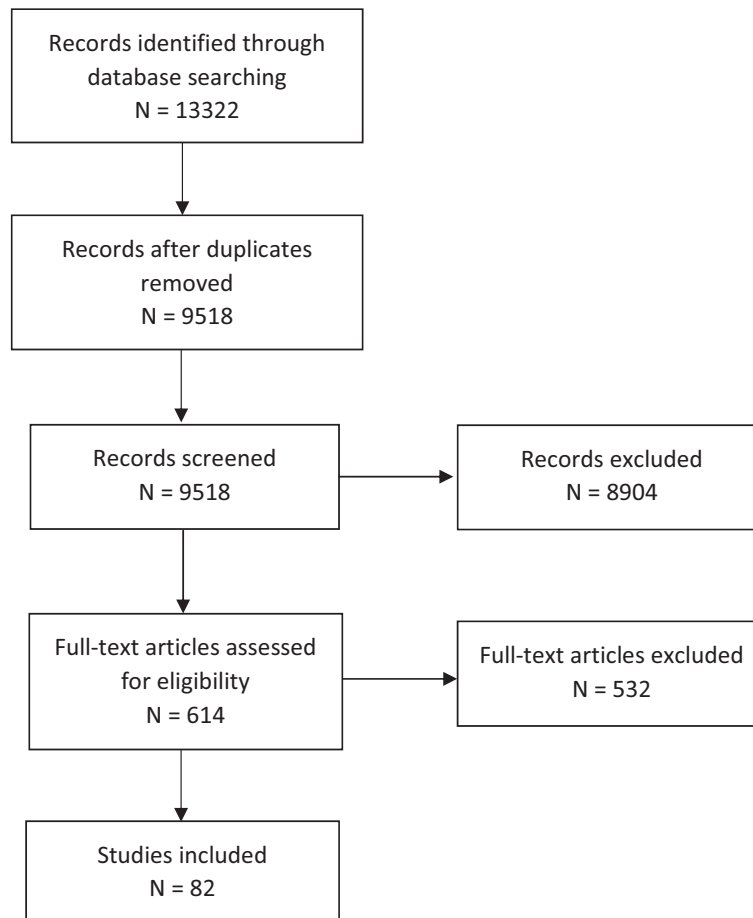 Records identified through
database searching
N = 13322
Records after duplicates
removed
N = 9518
Records screened
N = 9518
Records excluded
N = 8904
Full-text articles assessed
for eligibility
N = 614
Full-text articles excluded
N = 532
Studies included
N = 82